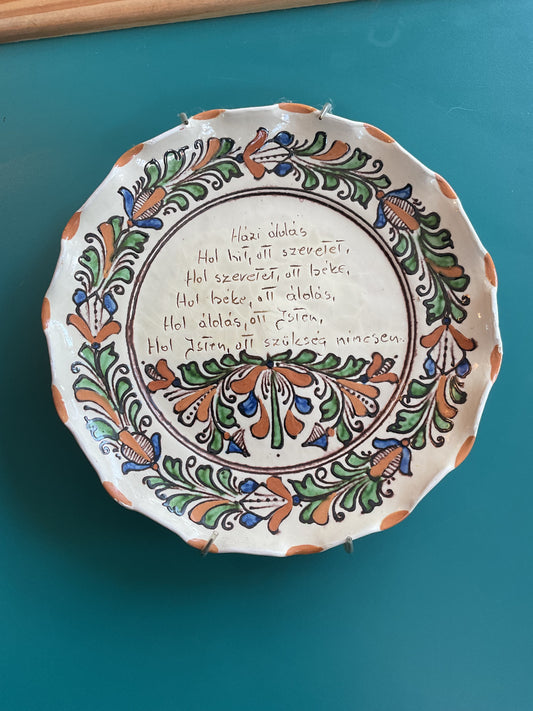 Házi áldás
Hol hit, ott szeretet,
Hol szeretet, ott béke,
Hol béke, ott áldás,
Hol áldás, ott Isten,
Hol Isten, ott szükség nincsen.